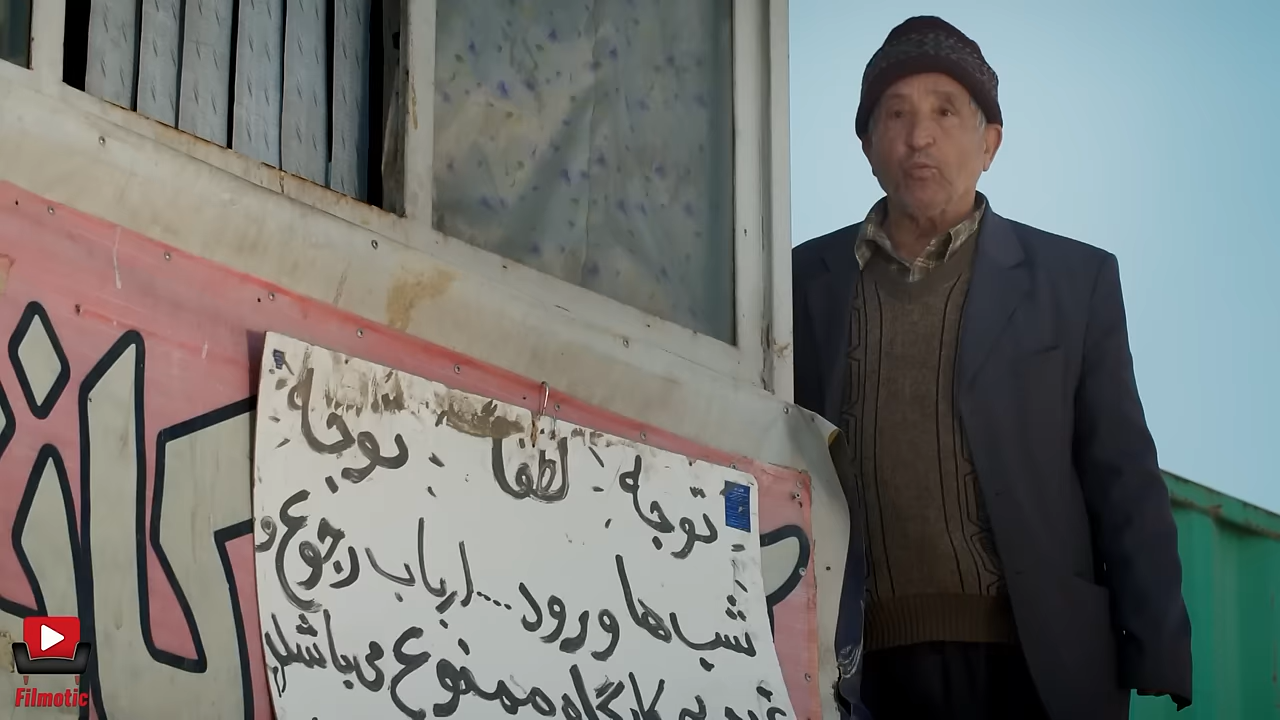 توجه لطفا توجه
شب ها ورود .... ارباب رجوع و
به کارگاه ممنوع می باشد
Filmotic